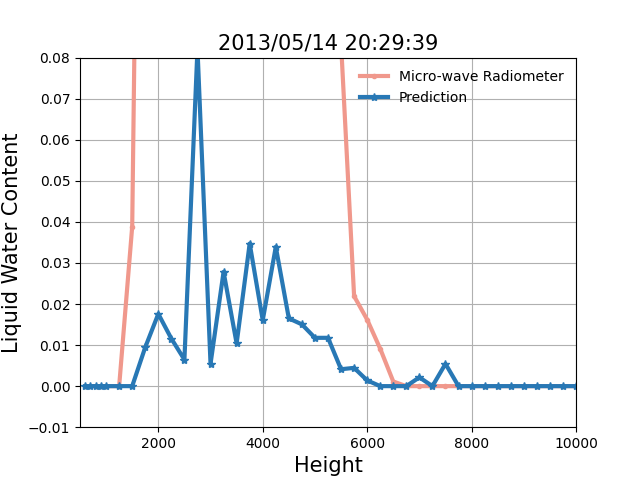 2013/05/14 20:29:39
Micro-wave Radiometer
Prediction
Liquid Water Content
0.08
0.07
0.06
0.05
0.04
0.03
0.02
0.01
0.00
−0.01
2000 4000 6000 8000 10000
Height